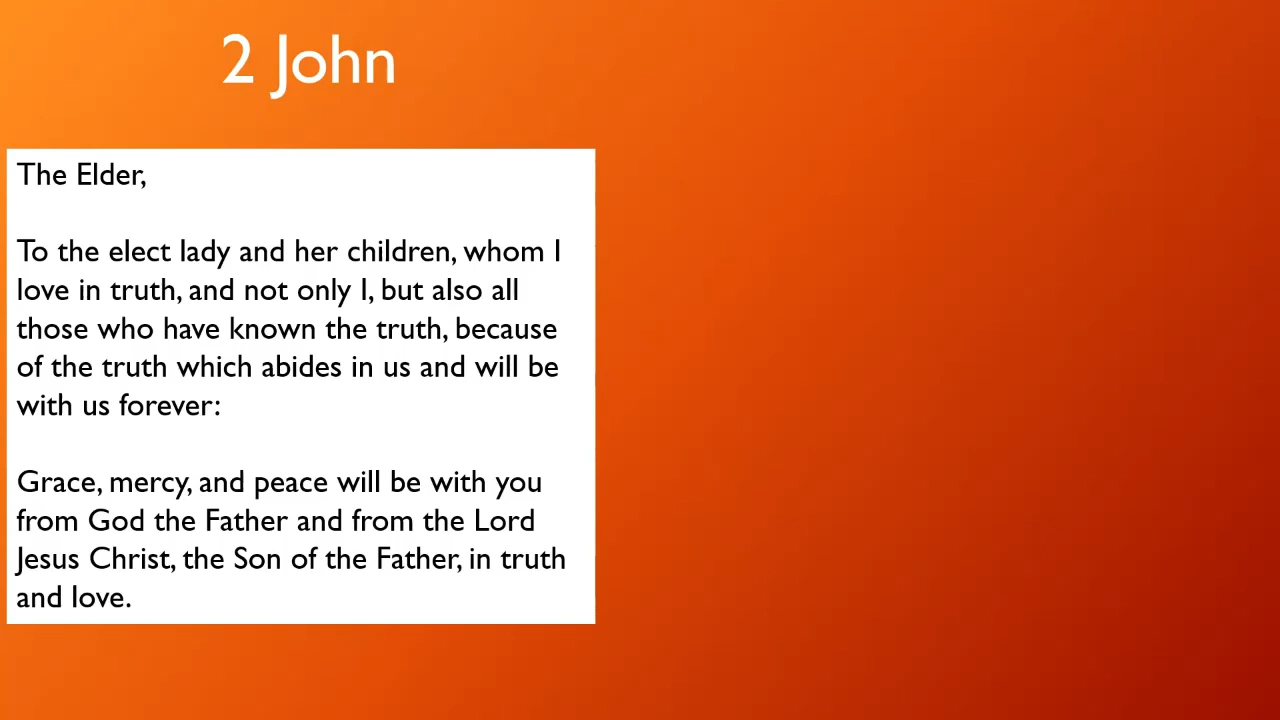 2 John
The Elder,
To the elect lady and her children, whom I
love in truth, and not only I, but also all
those who have known the truth, because
of the truth which abides in us and will be
with us forever:
Grace, mercy, and peace will be with you
from God the Father and from the Lord
Jesus Christ, the Son of the Father, in truth
and love.